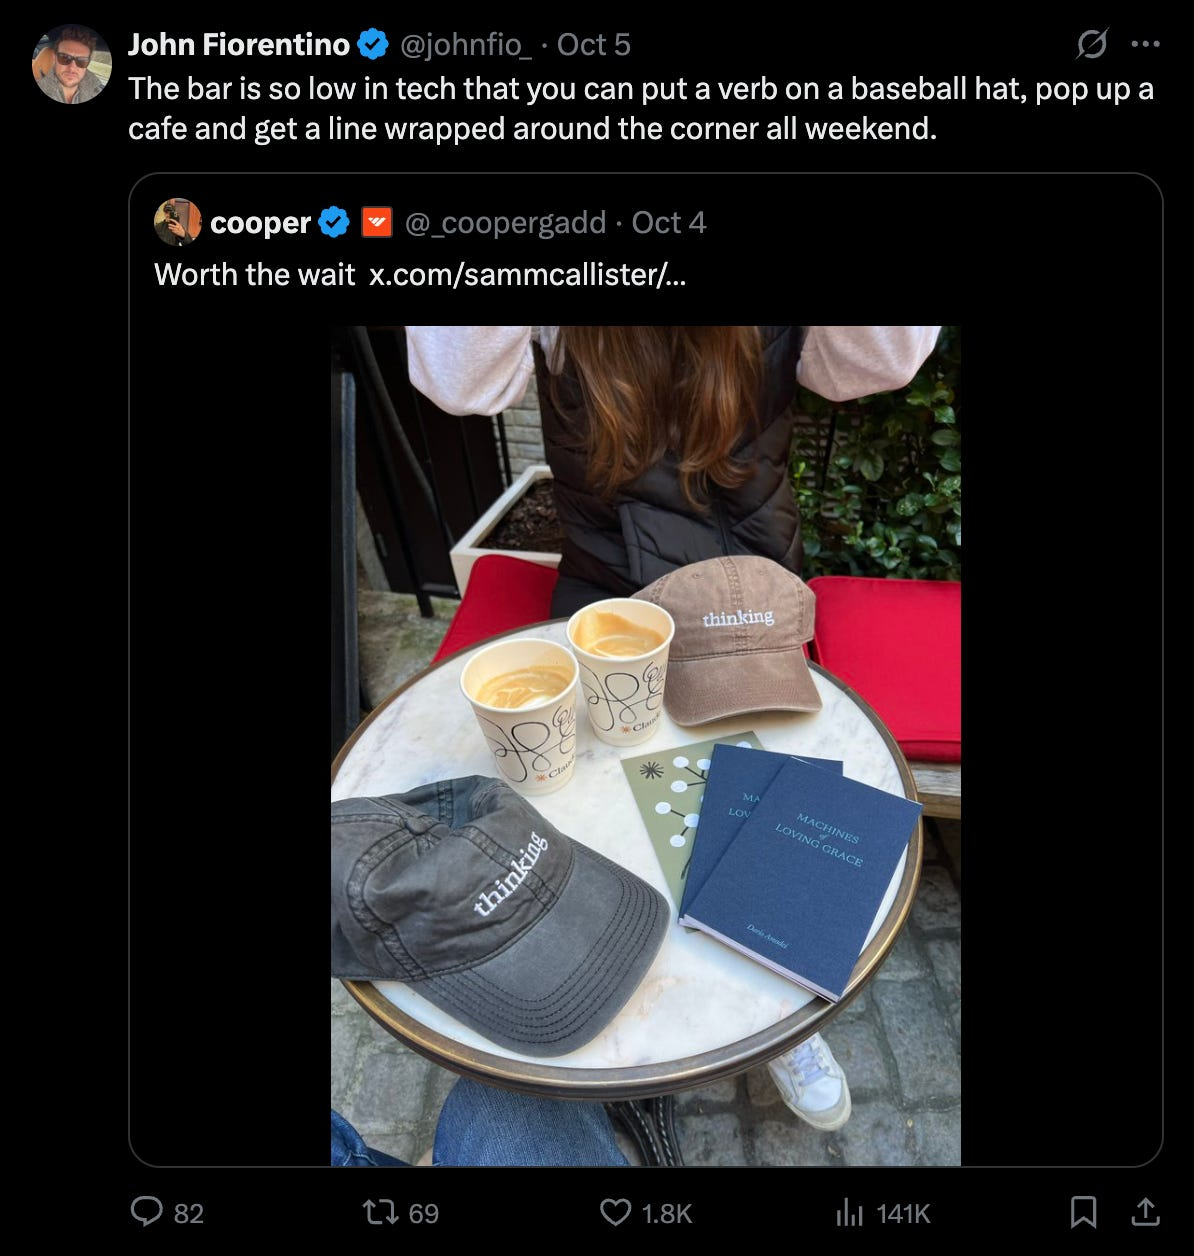 John Fiorentino @johnfio_ · Oct 5
The bar is so low in tech that you can put a verb on a baseball hat, pop up a
cafe and get a line wrapped around the corner all weekend.
cooper @_coopergadd · Oct 4
Worth the wait x.com/sammcallister/...
thinking
Claude
Claud
thinking
MA
LOV
MACHINES
of
LOVING GRACE
Dario Amodei
82 69 1.8K 141K